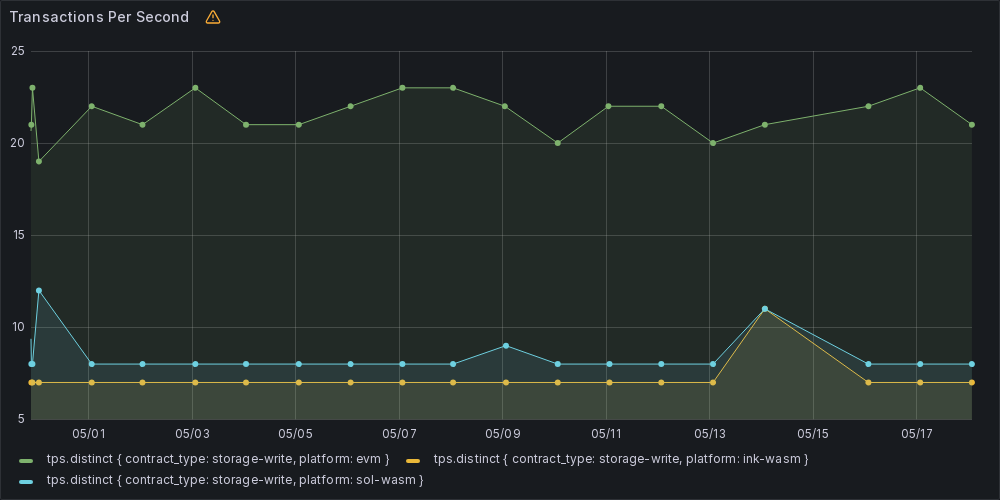 Transactions Per Second
25
20
15
10
5
05/01 05/03 05/05 05/07 05/09 05/11 05/13 05/15 05/17
tps.distinct { contract_type: storage-write, platform: evm } tps.distinct { contract_type: storage-write, platform: ink-wasm }
tps.distinct { contract_type: storage-write, platform: sol-wasm }